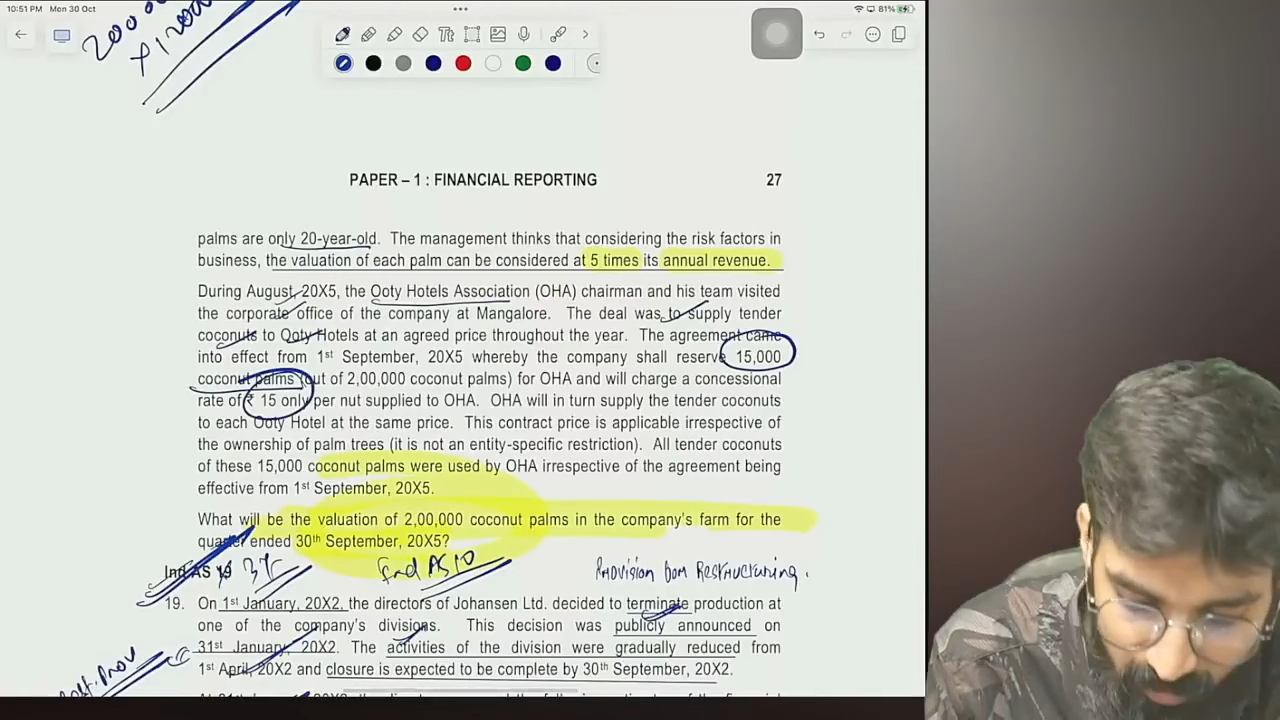 10:51 PM Mon 30 Oct
81%
20000
x12000
PAPER – 1 : FINANCIAL REPORTING 27
palms are only 20-year-old. The management thinks that considering the risk factors in
business, the valuation of each palm can be considered at 5 times its annual revenue.
During August, 20X5, the Ooty Hotels Association (OHA) chairman and his team visited
the corporate office of the company at Mangalore. The deal was to supply tender
coconuts to Ooty Hotels at an agreed price throughout the year. The agreement came
into effect from 1st September, 20X5 whereby the company shall reserve 15,000
coconut palms (out of 2,00,000 coconut palms) for OHA and will charge a concessional
rate of ₹ 15 only per nut supplied to OHA. OHA will in turn supply the tender coconuts
to each Ooty Hotel at the same price. This contract price is applicable irrespective of
the ownership of palm trees (it is not an entity-specific restriction). All tender coconuts
of these 15,000 coconut palms were used by OHA irrespective of the agreement being
effective from 1st September, 20X5.
What will be the valuation of 2,00,000 coconut palms in the company's farm for the
quarter ended 30th September, 20X5?
Ind AS 37 Ind AS 10 Provision for Restructuring.
19. On 1st January, 20X2, the directors of Johansen Ltd. decided to terminate production at
one of the company's divisions. This decision was publicly announced on
31st January, 20X2. The activities of the division were gradually reduced from
1st April, 20X2 and closure is expected to be complete by 30th September, 20X2.
Prov